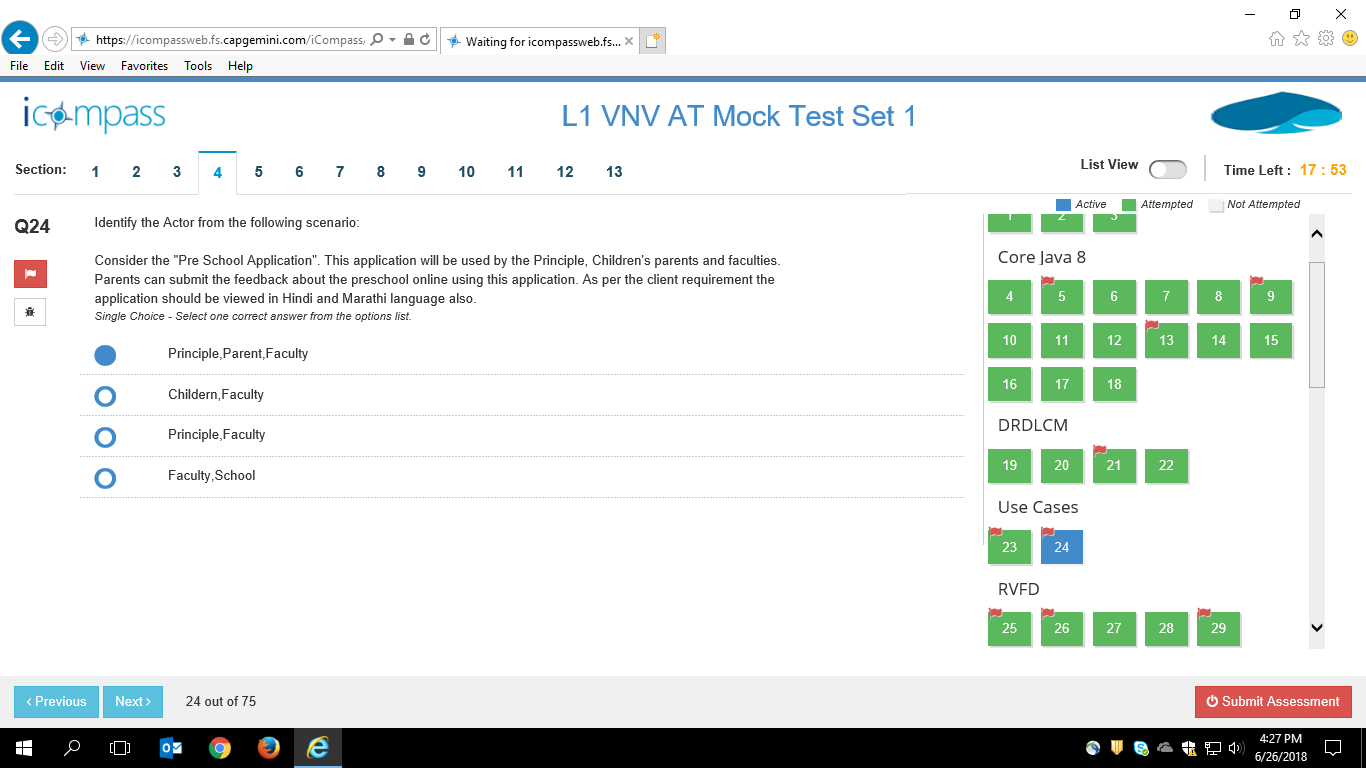 https://icompassweb.fs.capgemini.com/iCompass/
Waiting for icompassweb.fs...
File Edit View Favorites Tools Help
icompass
L1 VNV AT Mock Test Set 1
Section: 1 2 3 4 5 6 7 8 9 10 11 12 13
List View
Time Left : 17 : 53
Active Attempted Not Attempted
Q24
Identify the Actor from the following scenario:
Consider the "Pre School Application". This application will be used by the Principle, Children's parents and faculties.
Parents can submit the feedback about the preschool online using this application. As per the client requirement the
application should be viewed in Hindi and Marathi language also.
Single Choice - Select one correct answer from the options list.
Principle,Parent,Faculty
Childern,Faculty
Principle,Faculty
Faculty,School
1 2 3
Core Java 8
4 5 6 7 8 9
10 11 12 13 14 15
16 17 18
DRDLCM
19 20 21 22
Use Cases
23 24
RVFD
25 26 27 28 29
‹ Previous
Next ›
24 out of 75
Submit Assessment
4:27 PM
6/26/2018